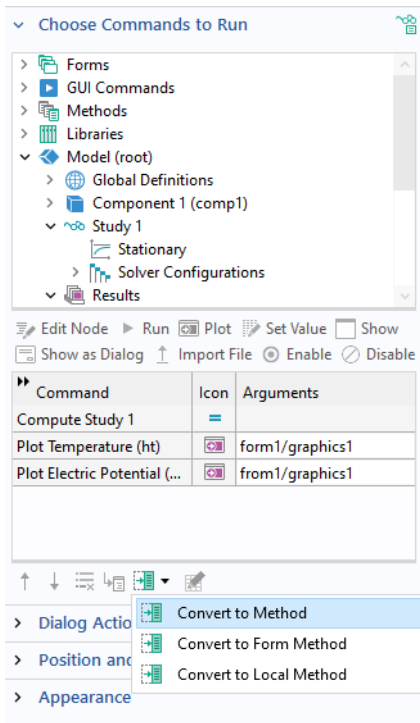 Choose Commands to Run
Forms
GUI Commands
Methods
Libraries
Model (root)
Global Definitions
Component 1 (comp1)
Study 1
Stationary
Solver Configurations
Results
Edit Node Run Plot Set Value Show
Show as Dialog Import File Enable Disable
Command Icon Arguments
Compute Study 1 =
Plot Temperature (ht) form1/graphics1
Plot Electric Potential (... from1/graphics1
Convert to Method
Dialog Actio
Convert to Form Method
Position and
Convert to Local Method
Appearance